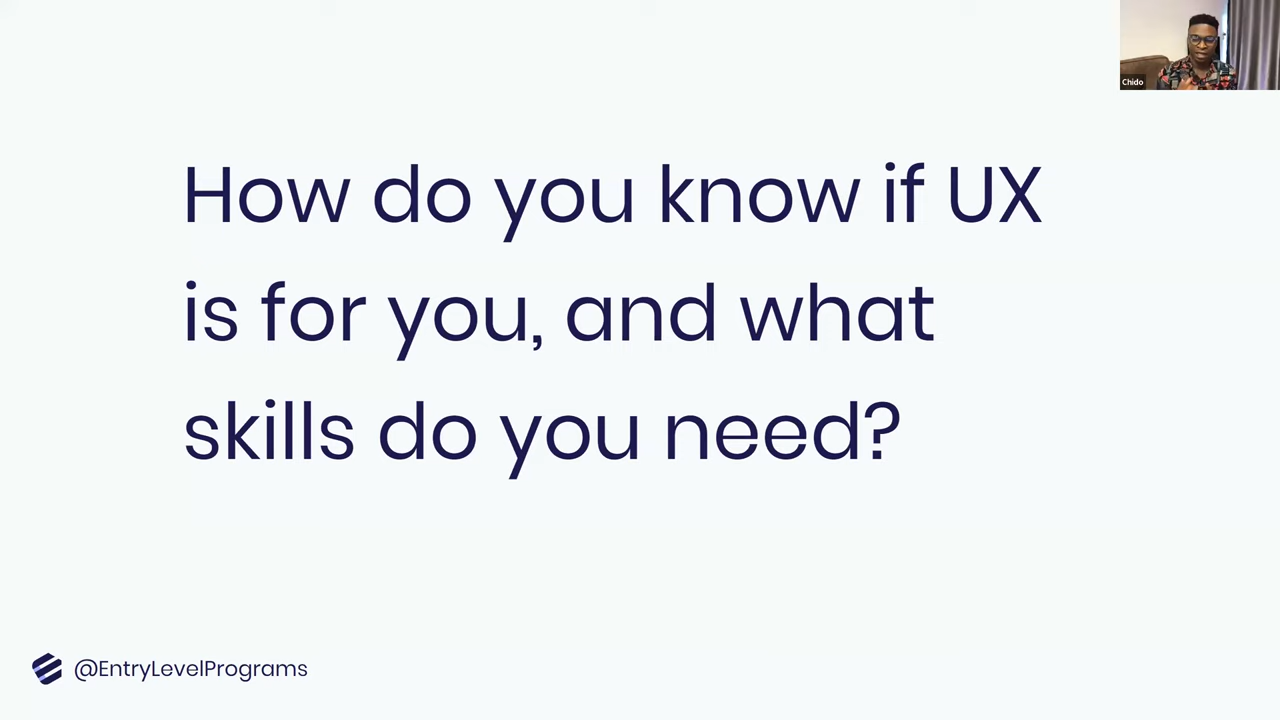 Chido
How do you know if UX
is for you, and what
skills do you need?
@EntryLevelPrograms